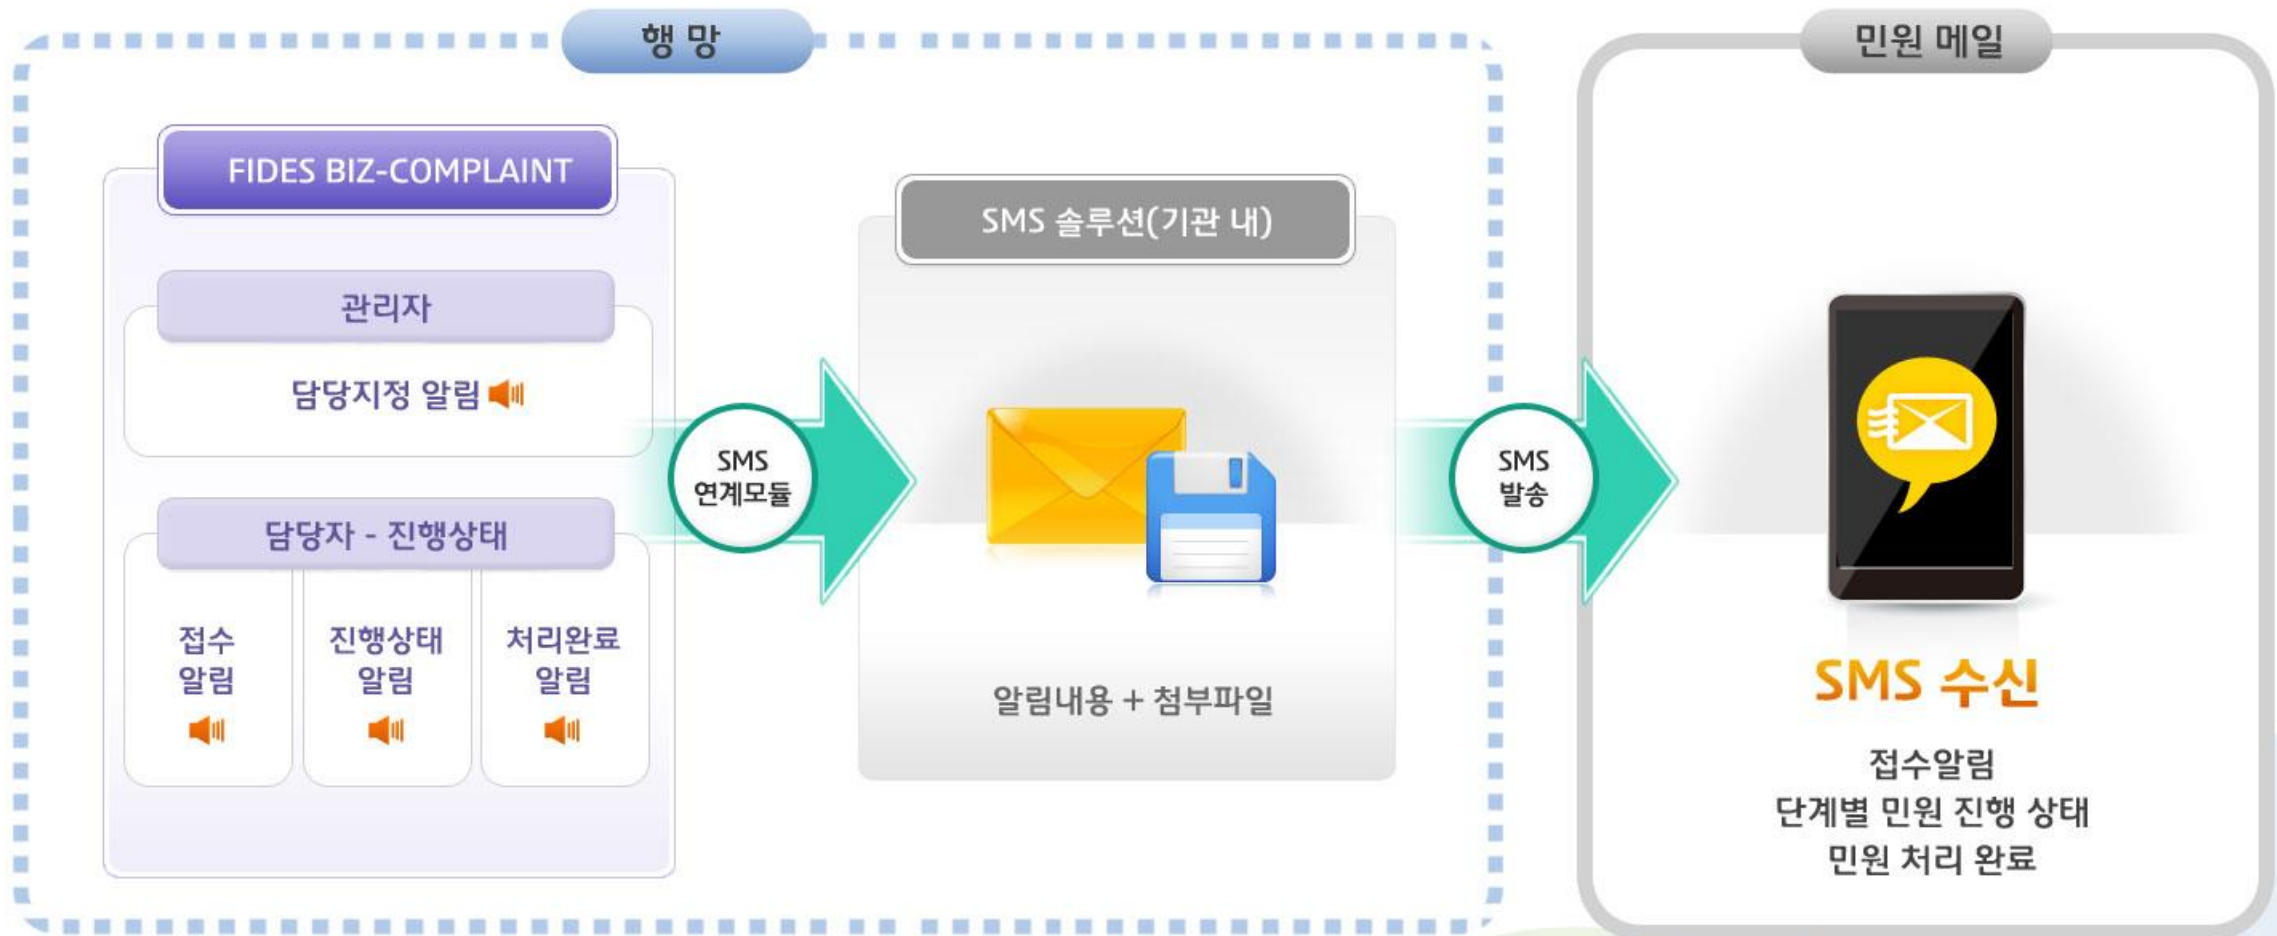 행 망
민원 메일
FIDES BIZ-COMPLAINT
관리자
담당지정 알림
담당자 - 진행상태
접수
알림
진행상태
알림
처리완료
알림
SMS
연계모듈
SMS 솔루션(기관 내)
알림내용 + 첨부파일
SMS
발송
SMS 수신
접수알림
단계별 민원 진행 상태
민원 처리 완료